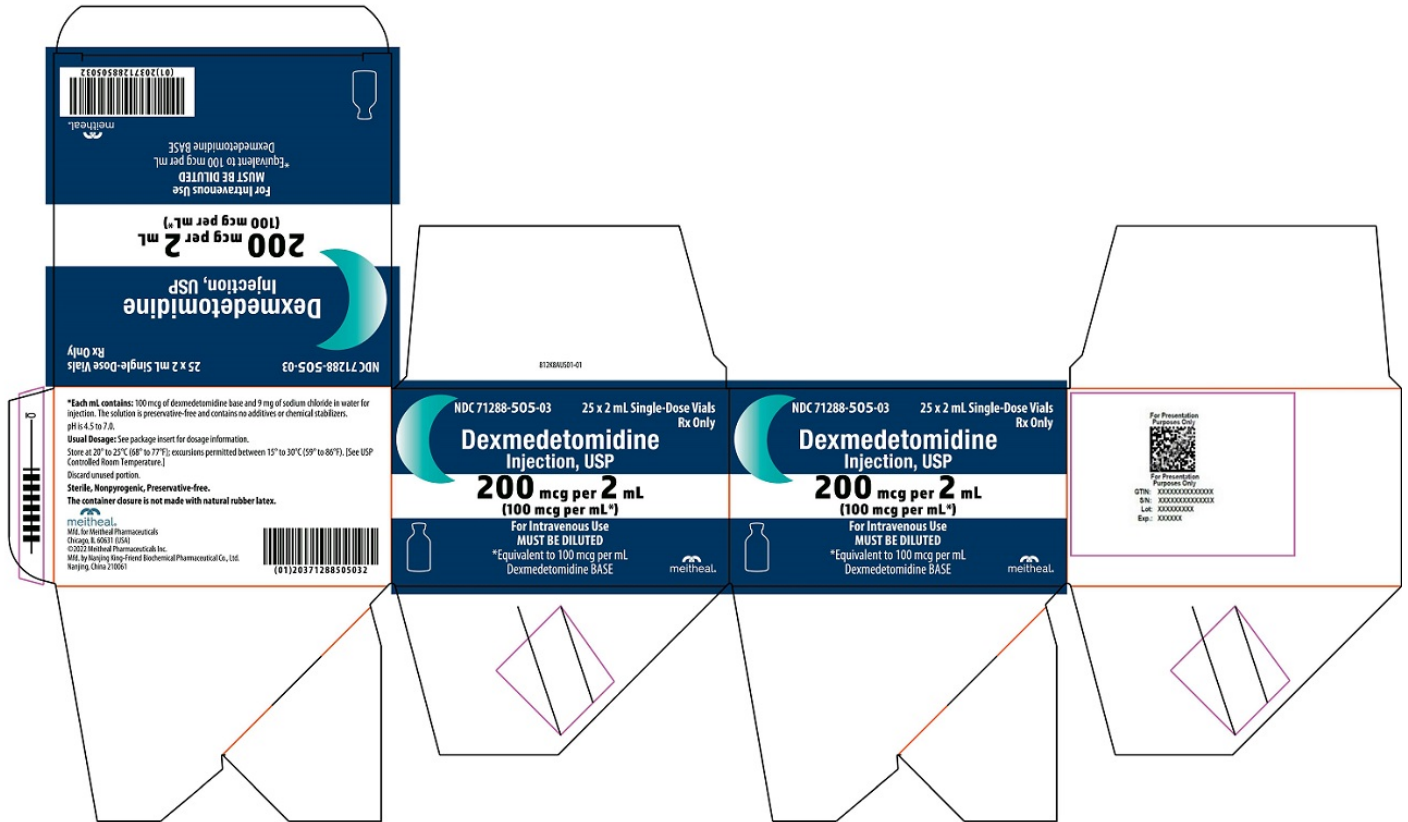 (01)20371288505032
meitheal®
*Equivalent to 100 mcg per mL
Dexmedetomidine BASE
For Intravenous Use
MUST BE DILUTED
200 mcg per 2 mL
(100 mcg per mL*)
Dexmedetomidine
Injection, USP
NDC71288-505-03 25 x 2 mL Single-Dose Vials
Rx Only
*Each mL contains: 100 mcg of dexmedetomidine base and 9 mg of sodium chloride in water for
injection. The solution is preservative-free and contains no additives or chemical stabilizers.
pH is 4.5 to 7.0.
Usual Dosage: See package insert for dosage information.
Store at 20° to 25°C (68° to 77°F); excursions permitted between 15° to 30°C (59° to 86°F). [See USP
Controlled Room Temperature.]
Discard unused portion.
Sterile, Nonpyrogenic, Preservative-free.
The container closure is not made with natural rubber latex.
meitheal®
Mfd. for Meitheal Pharmaceuticals
Chicago, IL 60631 (USA)
©2022 Meitheal Pharmaceuticals Inc.
Mfd. by Nanjing King-Friend Biochemical Pharmaceutical Co., Ltd.
Nanjing, China 210061
(01)20371288505032
NDC 71288-505-03 25 x 2 mL Single-Dose Vials
Rx Only
Dexmedetomidine
Injection, USP
200 mcg per 2 mL
(100 mcg per mL*)
For Intravenous Use
MUST BE DILUTED
*Equivalent to 100 mcg per mL
Dexmedetomidine BASE
meitheal®
NDC 71288-505-03 25 x 2 mL Single-Dose Vials
Rx Only
Dexmedetomidine
Injection, USP
200 mcg per 2 mL
(100 mcg per mL*)
For Intravenous Use
MUST BE DILUTED
*Equivalent to 100 mcg per mL
Dexmedetomidine BASE
meitheal®
For Presentation
Purposes Only
For Presentation
Purposes Only
GTIN: XXXXXXXXXXXXXX
S/N: XXXXXXXXXXXXXX
Lot: XXXXXXXXX
Exp.: XXXXXX